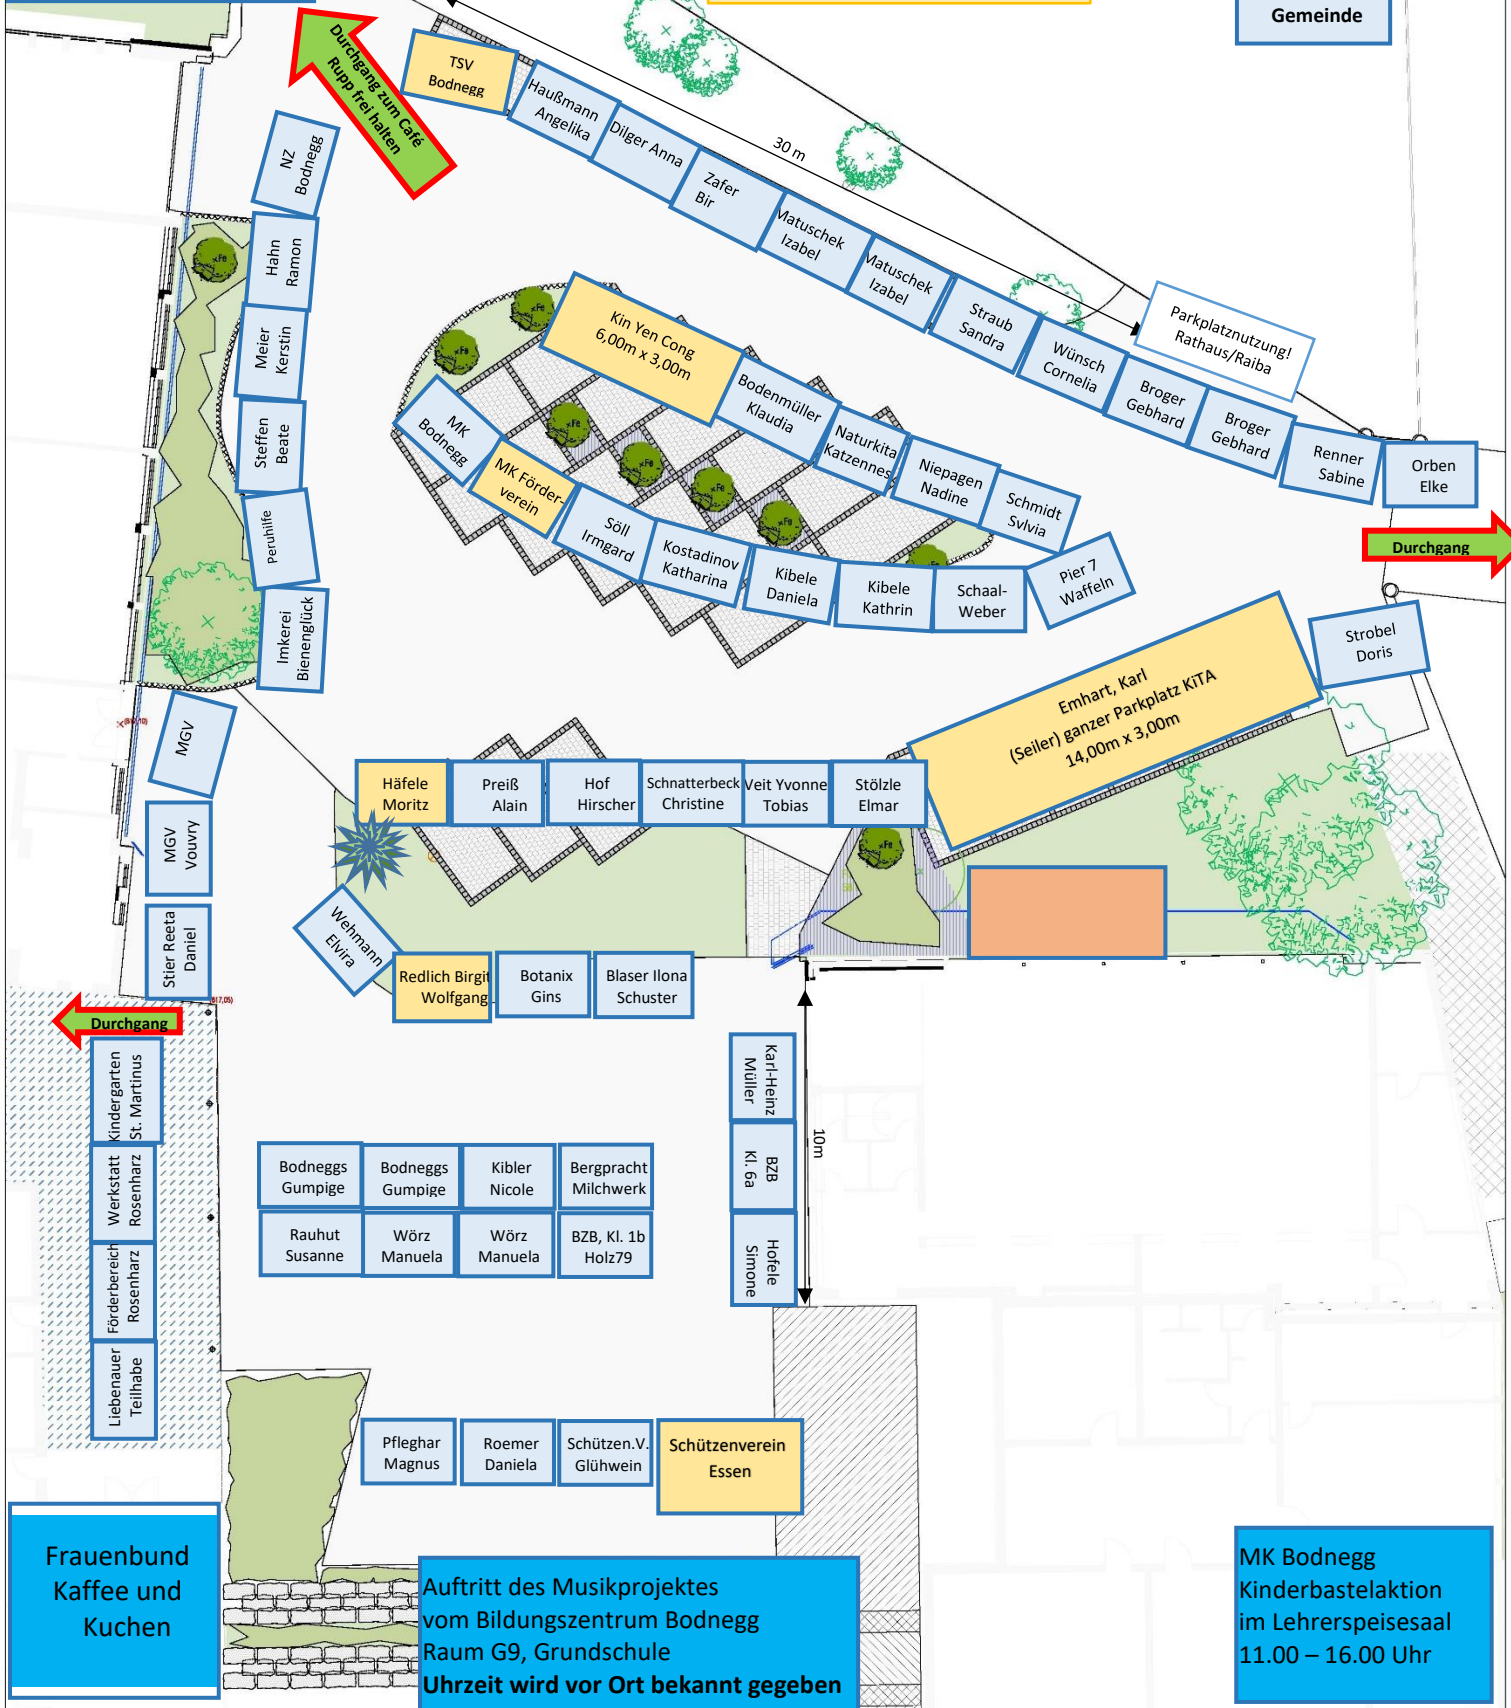 Gemeinde
Durchgang zum Café
Rupp frei halten
TSV
Bodnegg
Haußmann
Angelika
Dilger Anna
Zafer
Bir
Matuschek
Izabel
Matuschek
Izabel
Straub
Sandra
Wünsch
Cornelia
Broger
Gebhard
Broger
Gebhard
Renner
Sabine
Orben
Elke
30 m
Parkplatznutzung!
Rathaus/Raiba
Durchgang
NZ
Bodnegg
Hahn
Ramon
Meier
Kerstin
Steffen
Beate
Peruhilfe
Imkerei
Bienenglück
MGV
MGV
Vouvry
Stier Reeta
Daniel
Kin Yen Cong
6,00m x 3,00m
Bodenmüller
Klaudia
Naturkita
Katzennes
Niepagen
Nadine
Schmidt
Sylvia
MK
Bodnegg
MK Förder-
verein
Söll
Irmgard
Kostadinov
Katharina
Kibele
Daniela
Kibele
Kathrin
Schaal-
Weber
Pier 7
Waffeln
Strobel
Doris
Emhart, Karl
(Seiler) ganzer Parkplatz KiTA
14,00m x 3,00m
Häfele
Moritz
Preiß
Alain
Hof
Hirscher
Schnatterbeck
Christine
Veit Yvonne
Tobias
Stölzle
Elmar
Wehmann
Elvira
Redlich Birgit
Wolfgang
Botanix
Gins
Blaser Ilona
Schuster
Durchgang
Kindergarten
St. Martinus
Werkstatt
Rosenharz
Förderbereich
Rosenharz
Liebenauer
Teilhabe
Karl-Heinz
Müller
BZB
Kl. 6a
Hofele
Simone
10m
Bodneggs
Gumpige
Bodneggs
Gumpige
Kibler
Nicole
Bergpracht
Milchwerk
Rauhut
Susanne
Wörz
Manuela
Wörz
Manuela
BZB, Kl. 1b
Holz79
Pfleghar
Magnus
Roemer
Daniela
Schützen.V.
Glühwein
Schützenverein
Essen
Frauenbund
Kaffee und
Kuchen
Auftritt des Musikprojektes
vom Bildungszentrum Bodnegg
Raum G9, Grundschule
Uhrzeit wird vor Ort bekannt gegeben
MK Bodnegg
Kinderbastelaktion
im Lehrerspeisesaal
11.00 – 16.00 Uhr